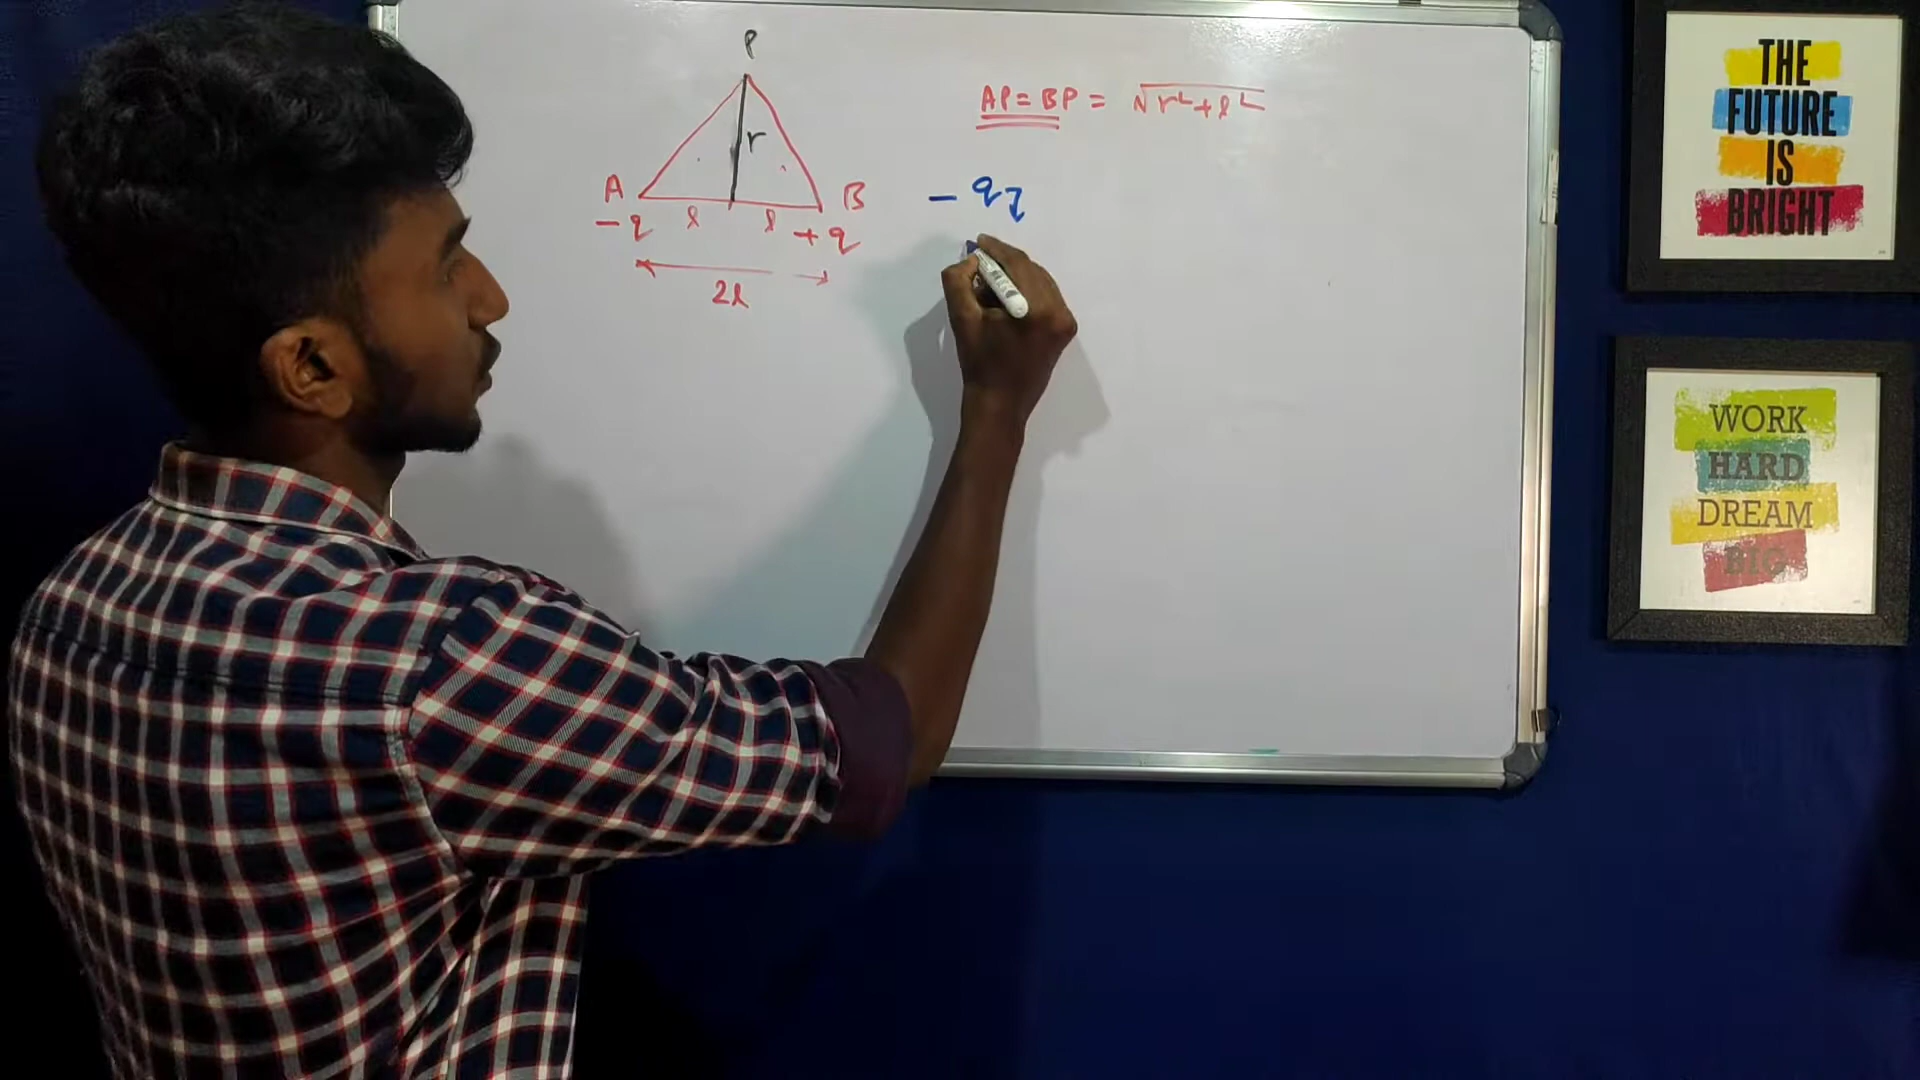 P
AP = BP = √r²+l²
r
A
B
- q
l
l
+ q
2l
- q
THE
FUTURE
IS
BRIGHT
WORK
HARD
DREAM
BIG